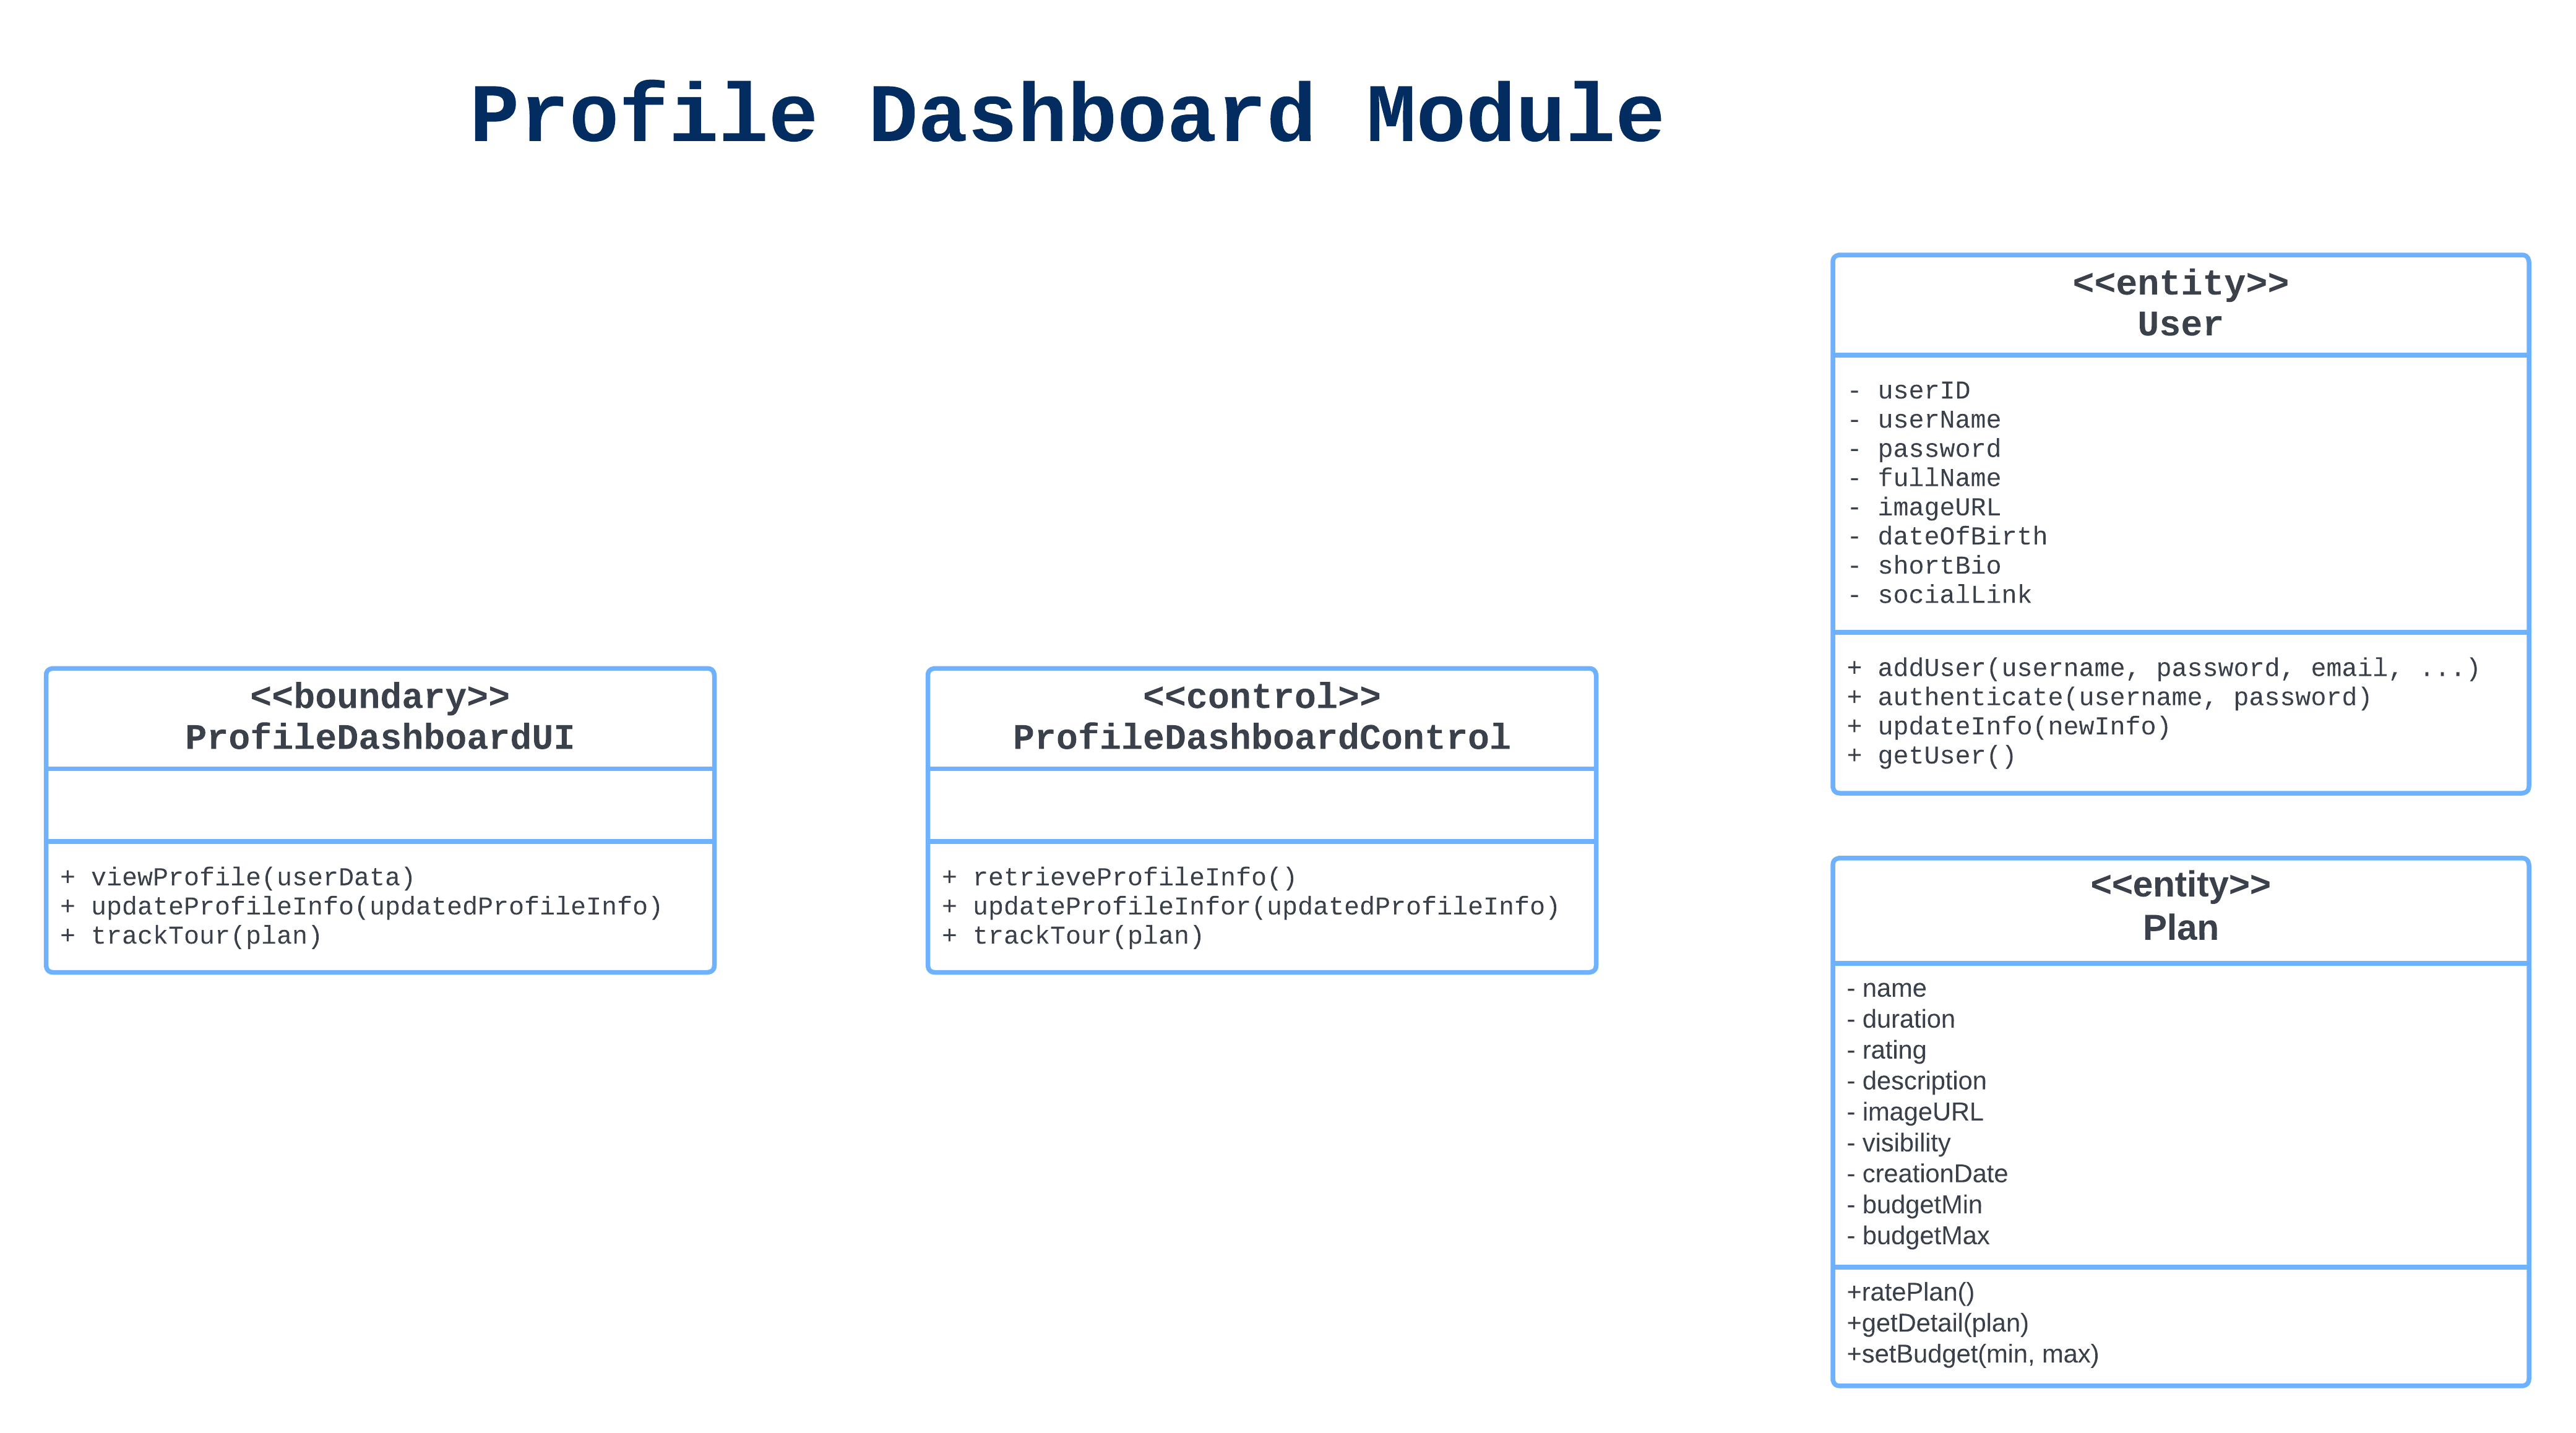 Profile Dashboard Module
<<boundary>>
ProfileDashboardUI
+ viewProfile(userData)
+ updateProfileInfo(updatedProfileInfo)
+ trackTour(plan)
<<control>>
ProfileDashboardControl
+ retrieveProfileInfo()
+ updateProfileInfor(updatedProfileInfo)
+ trackTour(plan)
<<entity>>
User
- userID
- userName
- password
- fullName
- imageURL
- dateOfBirth
- shortBio
- socialLink
+ addUser(username, password, email, ...)
+ authenticate(username, password)
+ updateInfo(newInfo)
+ getUser()
<<entity>>
Plan
- name
- duration
- rating
- description
- imageURL
- visibility
- creationDate
- budgetMin
- budgetMax
+ratePlan()
+getDetail(plan)
+setBudget(min, max)